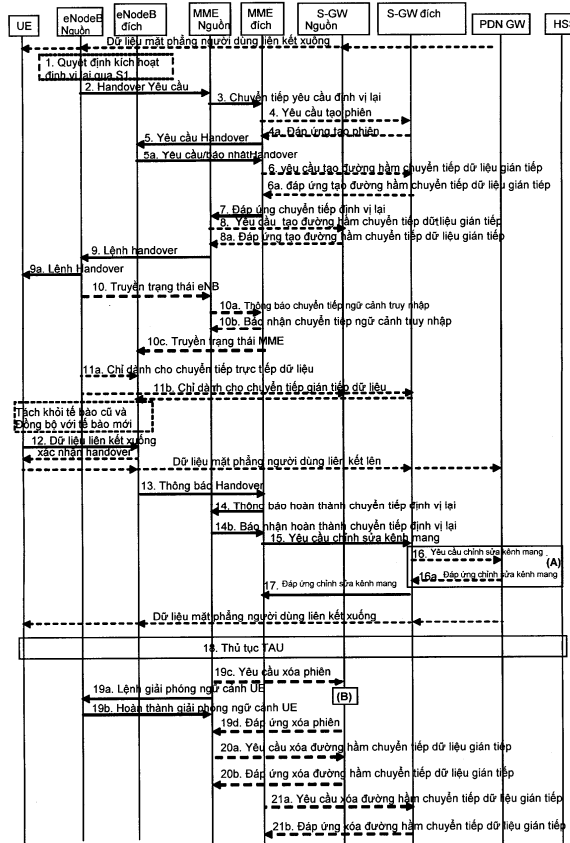 UE
eNodeB Nguồn
eNodeB đích
MME Nguồn
MME đích
S-GW Nguồn
S-GW đích
PDN GW
HS
Dữ liệu mặt phẳng người dùng liên kết xuống
1. Quyết định kích hoạt
định vị lại qua S1
2. Handover Yêu cầu
3. Chuyển tiếp yêu cầu định vị lại
4. Yêu cầu tạo phiên
4a. Đáp ứng tạo phiên
5. Yêu cầu Handover
5a. Yêu cầu/báo nhât Handover
6. yêu cầu tạo đường hầm chuyển tiếp dữ liệu gián tiếp
6a. đáp ứng tạo đường hầm chuyển tiếp dữ liệu gián tiếp
7. Đáp ứng chuyển tiếp định vị lại
8. Yêu cầu tạo đường hầm chuyển tiếp dữ liệu gián tiếp
8a. Đáp ứng tạo đường hầm chuyển tiếp dữ liệu gián tiếp
9. Lệnh handover
9a. Lệnh Handover
10. Truyền trạng thái eNB
10a. Thông báo chuyển tiếp ngữ cảnh truy nhập
10b. Báo nhận chuyển tiếp ngữ cảnh truy nhập
10c. Truyền trạng thái MME
11a. Chỉ dành cho chuyển tiếp trực tiếp dữ liệu
11b. Chỉ dành cho chuyển tiếp gián tiếp dữ liệu
Tách khỏi tế bào cũ và
Đồng bộ với tế bào mới
12. Dữ liệu liên kết xuống
xác nhận handover
Dữ liệu mặt phẳng người dùng liên kết lên
13. Thông báo Handover
14. Thông báo hoàn thành chuyển tiếp định vị lại
14b. Báo nhận hoàn thành chuyển tiếp định vị lại
15. Yêu cầu chỉnh sửa kênh mang
16. Yêu cầu chỉnh sửa kênh mang
(A)
16a. Đáp ứng chỉnh sửa kênh mang
17. Đáp ứng chỉnh sửa kênh mang
Dữ liệu mặt phẳng người dùng liên kết xuống
18. Thủ tục TAU
19c. Yêu cầu xóa phiên
19a. Lệnh giải phóng ngữ cảnh UE
(B)
19b. Hoàn thành giải phóng ngữ cảnh UE
19d. Đáp ứng xóa phiên
20a. Yêu cầu xóa đường hầm chuyển tiếp dữ liệu gián tiếp
20b. Đáp ứng xóa đường hầm chuyển tiếp dữ liệu gián tiếp
21a. Yêu cầu xóa đường hầm chuyển tiếp dữ liệu gián tiếp
21b. Đáp ứng xóa đường hầm chuyển tiếp dữ liệu gián tiếp